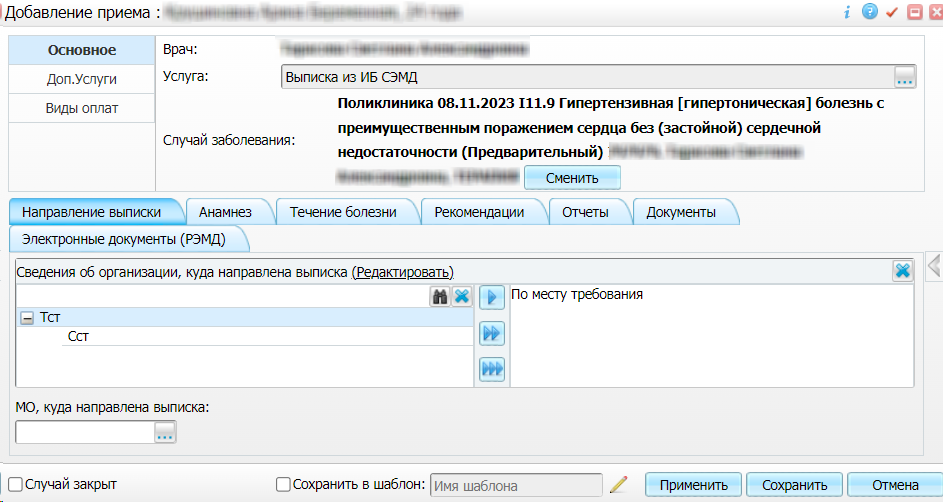 Добавление приема :
Основное
Доп.Услуги
Виды оплат
Врач:
Услуга:
Выписка из ИБ СЭМД
Случай заболевания:
Поликлиника 08.11.2023 I11.9 Гипертензивная [гипертоническая] болезнь с
преимущественным поражением сердца без (застойной) сердечной
недостаточности (Предварительный)
Сменить
Направление выписки
Анамнез
Течение болезни
Рекомендации
Отчеты
Документы
Электронные документы (РЭМД)
Сведения об организации, куда направлена выписка (Редактировать)
Тст
Сст
По месту требования
МО, куда направлена выписка:
Случай закрыт
Сохранить в шаблон:
Имя шаблона
Применить
Сохранить
Отмена